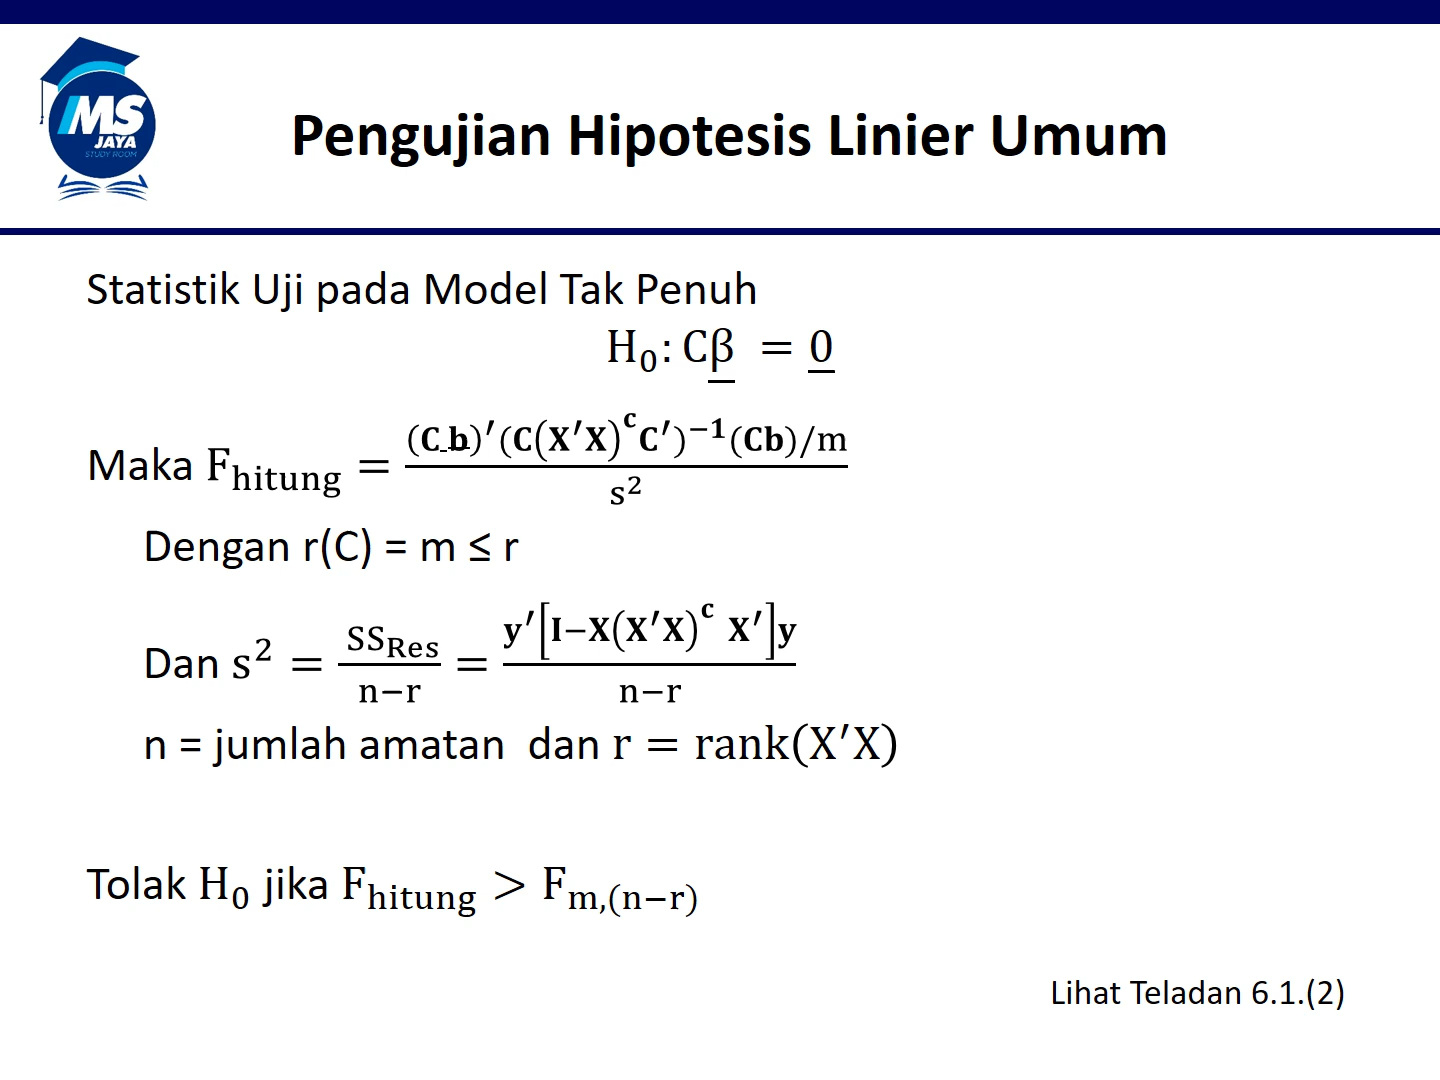 IMS
JAYA
STUDY ROOM
Pengujian Hipotesis Linier Umum
Statistik Uji pada Model Tak Penuh
H₀: Cβ = 0
Maka F_hitung = (C b)′(C(X′X)^c C′)^−1 (Cb)/m / s²
Dengan r(C) = m ≤ r
Dan s² = SS_Res / n−r = y′[I−X(X′X)^c X′]y / n−r
n = jumlah amatan dan r = rank(X′X)
Tolak H₀ jika F_hitung > F_m,(n−r)
Lihat Teladan 6.1.(2)